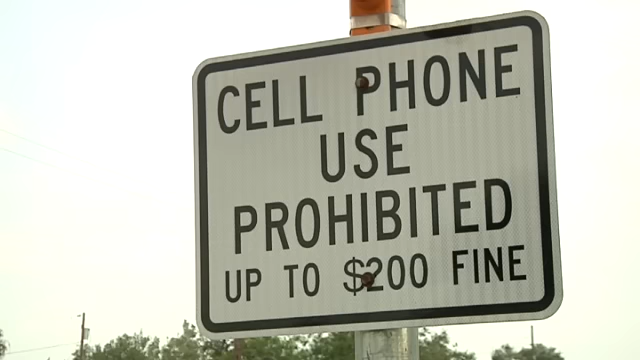 CELL PHONE
USE
PROHIBITED
UP TO $200 FINE